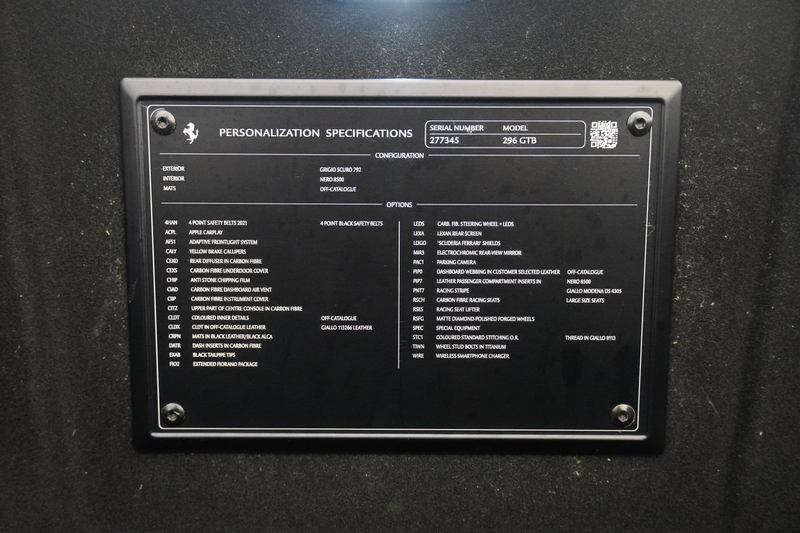 PERSONALIZATION SPECIFICATIONS
SERIAL NUMBER MODEL
277345 296 GTB
CONFIGURATION
EXTERIOR GRIGIO SCURO 792
INTERIOR NERO 8500
MATS OFF-CATALOGUE
OPTIONS
4HAN 4 POINT SAFETY BELTS 2021 4 POINT BLACK SAFETY BELTS
ACPL APPLE CARPLAY
AFS1 ADAPTIVE FRONTLIGHT SYSTEM
CALY YELLOW BRAKE CALLIPERS
CEXD REAR DIFFUSER IN CARBON FIBRE
CEXS CARBON FIBRE UNDERDOOR COVER
CHIP ANTI STONE CHIPPING FILM
CIAD CARBON FIBRE DASHBOARD AIR VENT
CRIP CARBON FIBRE INSTRUMENT COVER
CITZ UPPER PART OF CENTRE CONSOLE IN CARBON FIBRE
CLDT COLOURED INNER DETAILS OFF-CATALOGUE
CLDX CLDT IN OFF-CATALOGUE LEATHER GIALLO 113266 LEATHER
CRPN MATS IN BLACK LEATHER/BLACK ALCA
DATR DASH INSERTS IN CARBON FIBRE
EXAB BLACK TAILPIPE TIPS
FIO2 EXTENDED FIORANO PACKAGE
LEDS CARB. FIB. STEERING WHEEL + LEDS
LEXA LEXAN REAR SCREEN
LOGO "SCUDERIA FERRARI" SHIELDS
MIR3 ELECTROCHROMIC REAR-VIEW MIRROR
PAC1 PARKING CAMERA
PIP0 DASHBOARD WEBBING IN CUSTOMER SELECTED LEATHER OFF-CATALOGUE
PIP7 LEATHER PASSENGER COMPARTMENT INSERTS IN NERO 8500
PNT7 RACING STRIPE GIALLO MODENA DS 4305
RSCH CARBON FIBRE RACING SEATS LARGE SIZE SEATS
RSES RACING SEAT LIFTER
RSFG MATTE DIAMOND-POLISHED FORGED WHEELS
SPEC SPECIAL EQUIPMENT
STC1 COLOURED STANDARD STITCHING O.R. THREAD IN GIALLO 0113
TIWN WHEEL STUD BOLTS IN TITANIUM
WIRE WIRELESS SMARTPHONE CHARGER